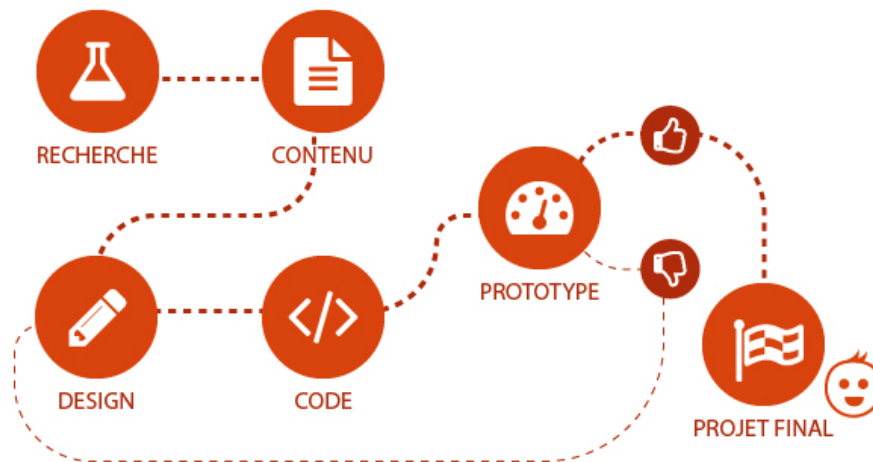 RECHERCHE
CONTENU
PROTOTYPE
DESIGN
CODE
PROJET FINAL